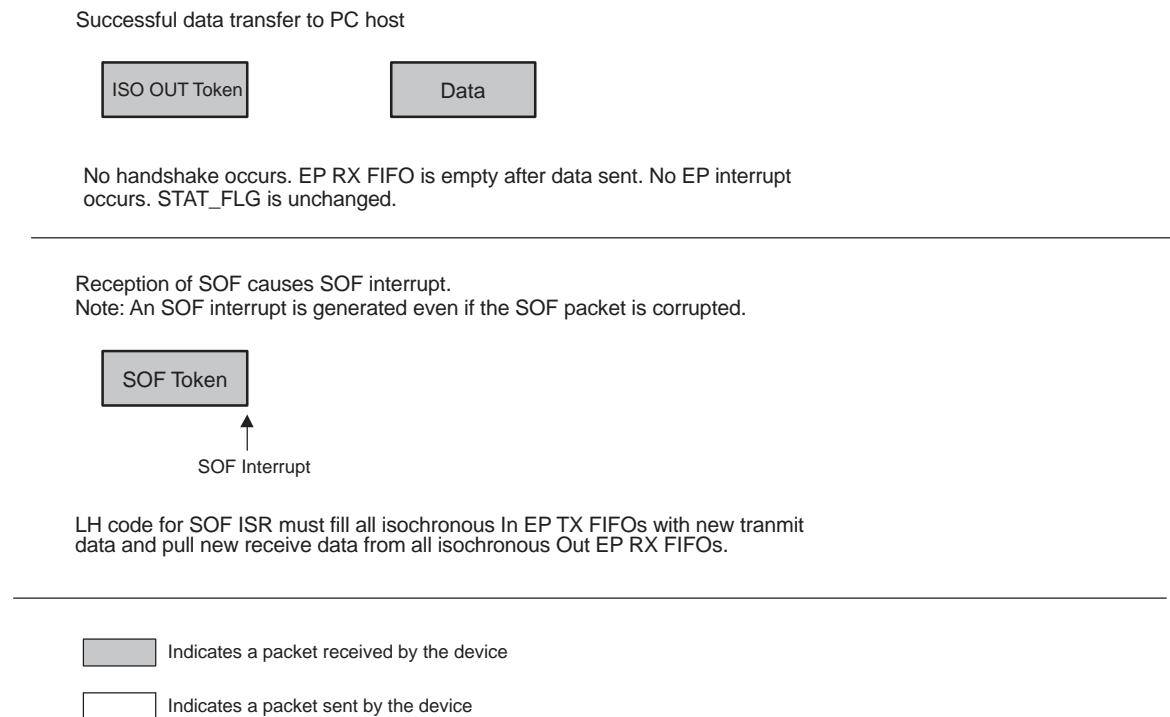 Successful data transfer to PC host
ISO OUT Token
Data
No handshake occurs. EP RX FIFO is empty after data sent. No EP interrupt
occurs. STAT_FLG is unchanged.
Reception of SOF causes SOF interrupt.
Note: An SOF interrupt is generated even if the SOF packet is corrupted.
SOF Token
SOF Interrupt
LH code for SOF ISR must fill all isochronous In EP TX FIFOs with new tranmit
data and pull new receive data from all isochronous Out EP RX FIFOs.
Indicates a packet received by the device
Indicates a packet sent by the device